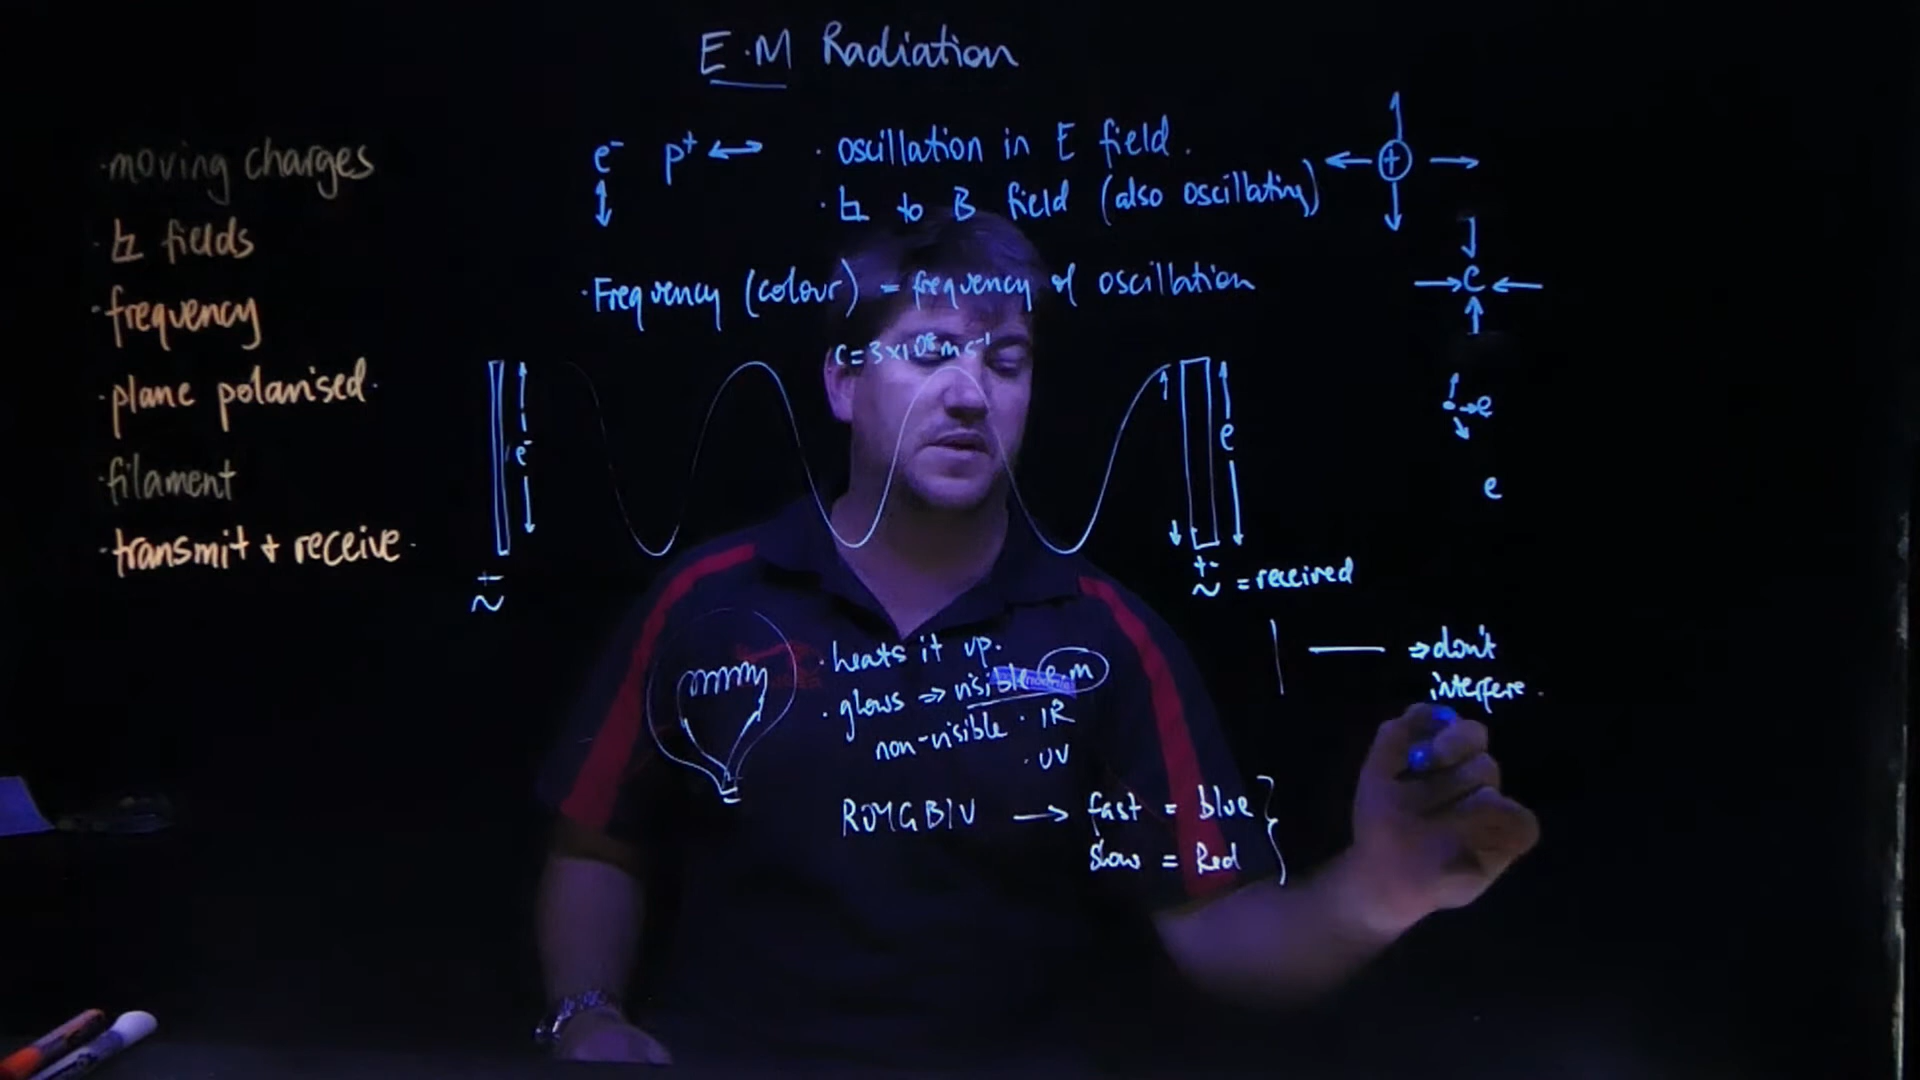 E.M Radiation
·moving charges
·⊾ fields
·frequency
·plane polarised.
·filament
·transmit + receive.
e⁻ p⁺ ↔
· oscillation in E field.
· ⊾ to B field (also oscillating)
+
e
·Frequency (colour) = frequency of oscillation
C=3×10⁸ms⁻¹
e⁻
e
e
e
+-
~
+-
~ = received
·heats it up.
·glows ⇒ visible e.m
non-visible · IR
· UV
ROYGBIV → fast = blue
slow = Red
⇒ don't
interfere.